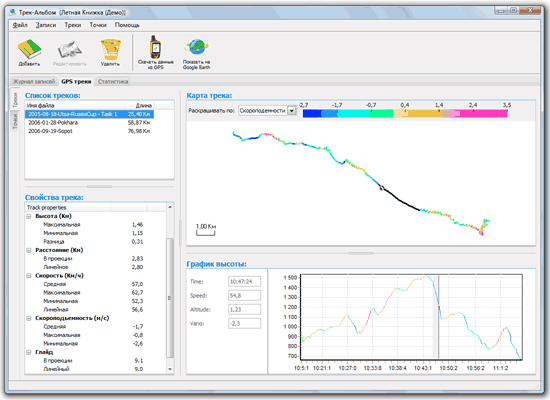 Трек-Альбом (Летная Книжка (Демо))
Файл Записи Треки Точки Помощь
Добавить Редактировать Удалить Скачать данные из GPS Показать на Google Earth
Журнал записей GPS треки Статистика
Треки
Точки
Список треков:
Имя файла Длина
2005-08-18-Utsa-RussiaCup - Task 1 25,40 Км
2006-01-28-Pokhara 58,87 Км
2006-09-19-Sopot 76,98 Км
Свойства трека:
Track properties
Высота (Км)
Максимальная 1,46
Минимальная 1,15
Разница 0,31
Расстояние (Км)
В проекции 2,83
Линейное 2,80
Скорость (Км/ч)
Средняя 57,0
Максимальная 62,7
Минимальная 52,3
Линейная 56,6
Скороподъемность (м/с)
Средняя -1,7
Максимальная -0,3
Минимальная -2,6
Глайд
В проекции 9.1
Линейный 9.0
Карта трека:
Раскрашивать по: Скороподъемности
-2,7 -1,7 -0,7 0,4 1,4 2,4 3,5
1,00 Км
График высоты:
Time: 10:47:24
Speed: 54,8
Altitude: 1,23
Vario: -2,3
1 500
1 400
1 300
1 200
1 100
1 000
900
800
700
10:5:1 10:21:1 10:27:0 10:33:8 10:38:4 10:43:1 10:50:2 10:56:2 11:1:2